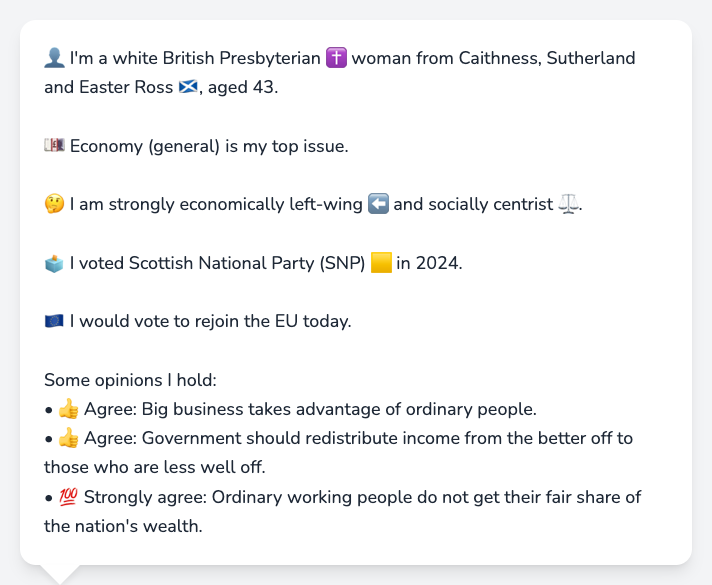 👤 I'm a white British Presbyterian ✝️ woman from Caithness, Sutherland
and Easter Ross 🏴󠁧󠁢󠁳󠁣󠁴󠁿, aged 43.
💷 Economy (general) is my top issue.
🤔 I am strongly economically left-wing ⬅️ and socially centrist ⚖️.
🗳️ I voted Scottish National Party (SNP) 🟨 in 2024.
🇪🇺 I would vote to rejoin the EU today.
Some opinions I hold:
• 👍 Agree: Big business takes advantage of ordinary people.
• 👍 Agree: Government should redistribute income from the better off to
those who are less well off.
• 💯 Strongly agree: Ordinary working people do not get their fair share of
the nation's wealth.